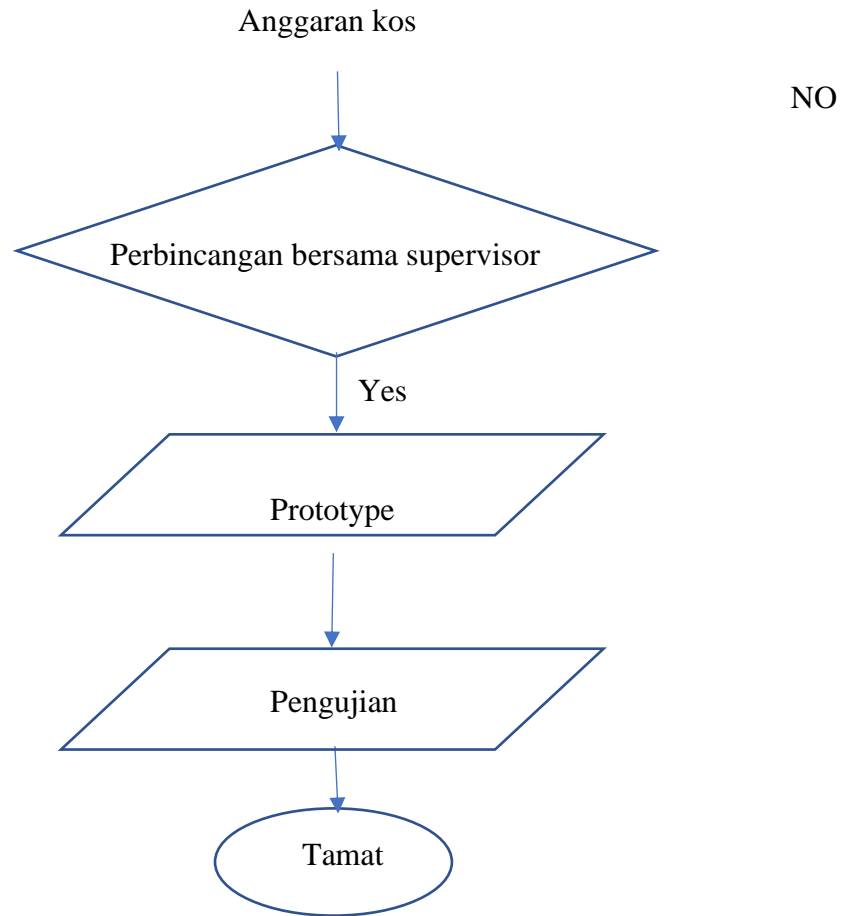 Anggaran kos
NO
Perbincangan bersama supervisor
Yes
Prototype
Pengujian
Tamat